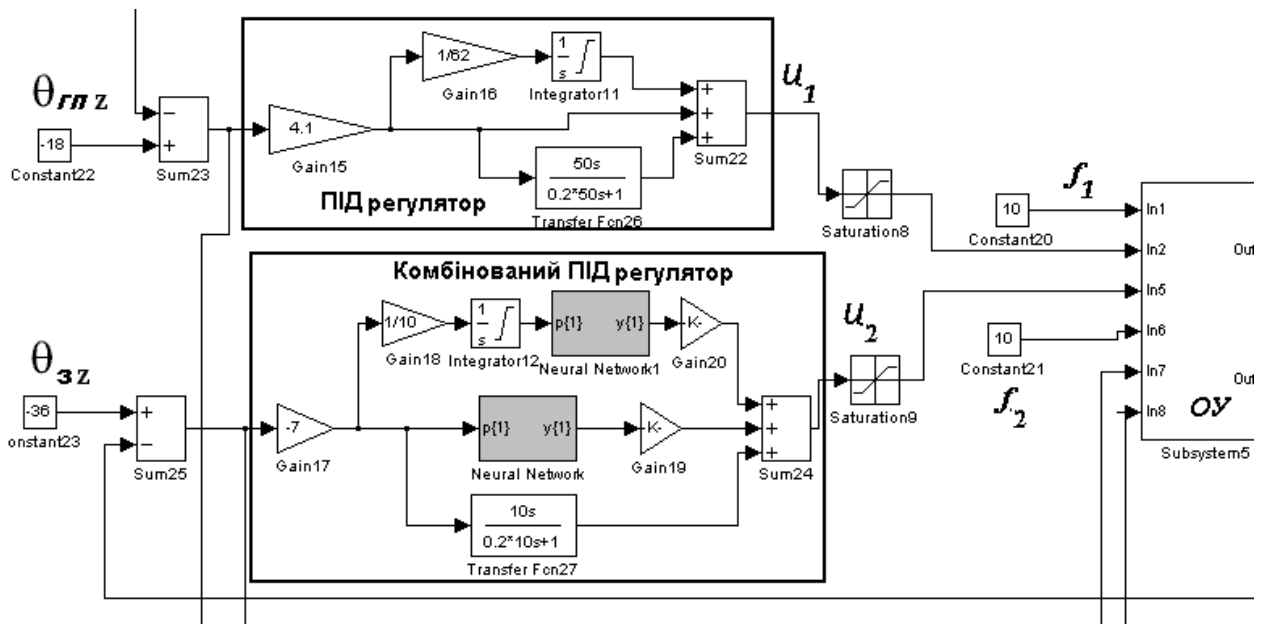 θгп z
-18
Constant22
−
+
Sum23
4.1
Gain15
1/62
Gain16
1
s
Integrator11
50s
0.2*50s+1
Transfer Fcn26
+
+
+
Sum22
ПІД регулятор
u1
Saturation8
f1
10
Constant20
10
Constant21
f2
In1
In2
In5
In6
In7
In8
Out
Out
ОУ
Subsystem5
Комбінований ПІД регулятор
θз z
-36
onstant23
+
−
Sum25
-7
Gain17
1/10
Gain18
1
s
Integrator12
p{1} y{1}
Neural Network1
K-
Gain20
p{1} y{1}
Neural Network
K-
Gain19
10s
0.2*10s+1
Transfer Fcn27
+
+
+
Sum24
u2
Saturation9